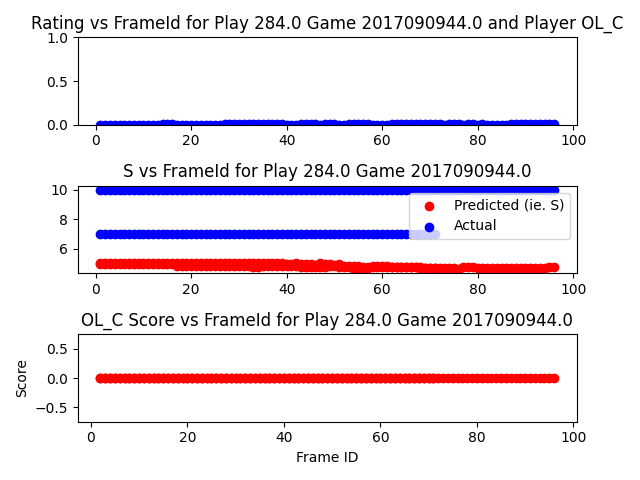 Rating vs FrameId for Play 284.0 Game 2017090944.0 and Player OL_C
1.0
0.5
0.0
0 20 40 60 80 100
S vs FrameId for Play 284.0 Game 2017090944.0
10
8
6
Predicted (ie. S)
Actual
0 20 40 60 80 100
OL_C Score vs FrameId for Play 284.0 Game 2017090944.0
Score
0.5
0.0
−0.5
0 20 40 60 80 100
Frame ID